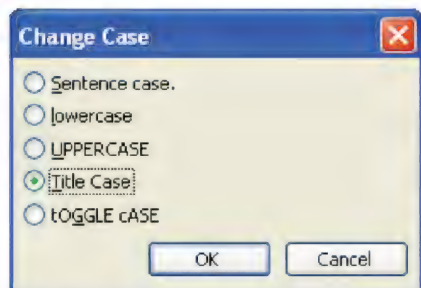 Change Case
Sentence case.
lowercase
UPPERCASE
Title Case
tOGGLE cASE
OK Cancel